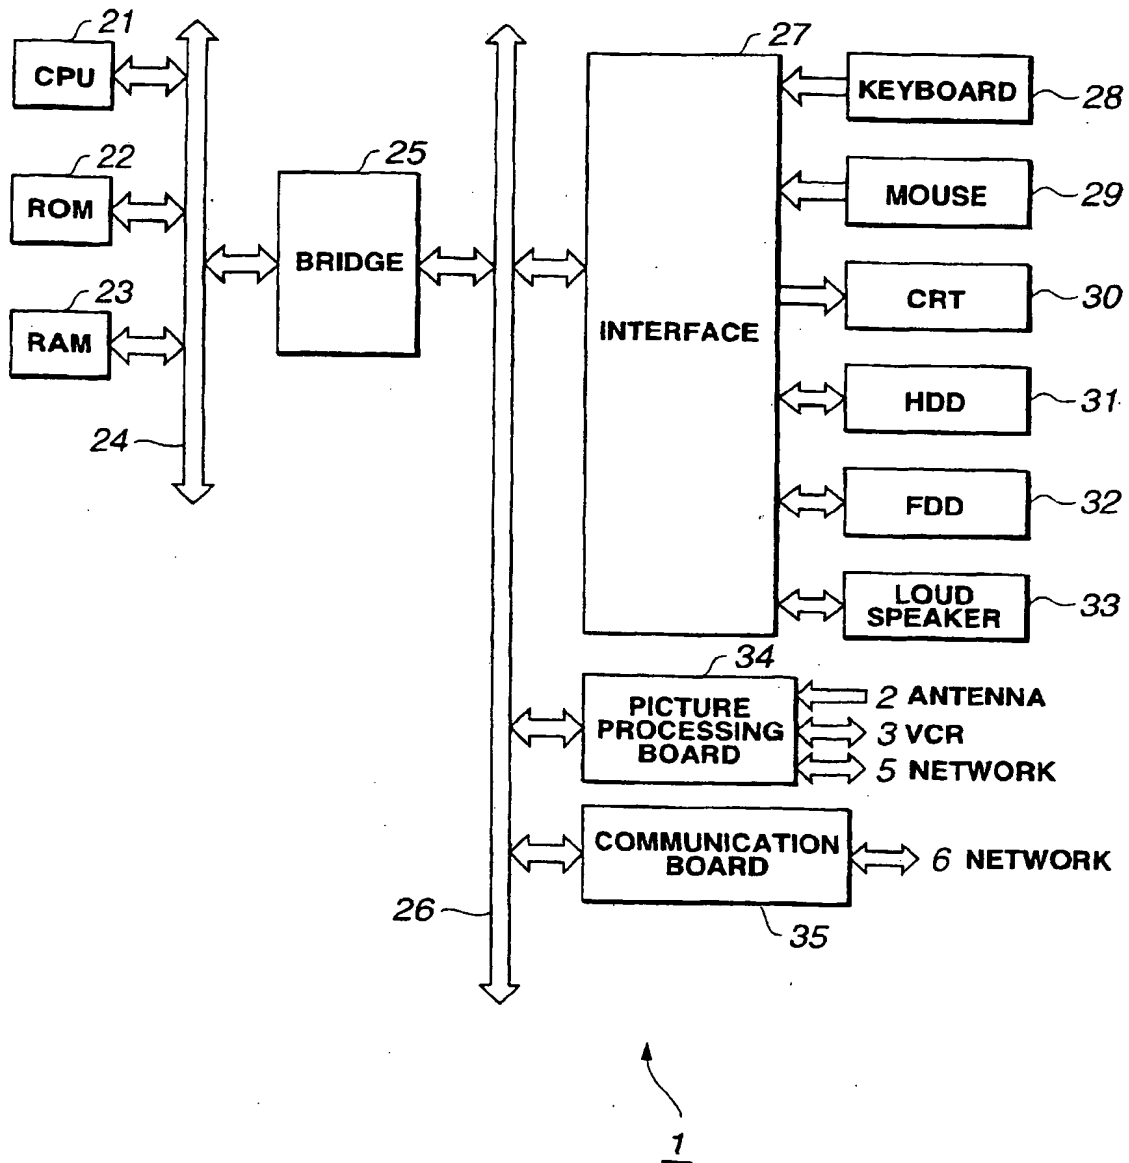 21
CPU
22
ROM
23
RAM
24
25
BRIDGE
26
27
INTERFACE
KEYBOARD 28
MOUSE 29
CRT 30
HDD 31
FDD 32
LOUD
SPEAKER 33
34
PICTURE
PROCESSING
BOARD
2 ANTENNA
3 VCR
5 NETWORK
COMMUNICATION
BOARD
6 NETWORK
35
1